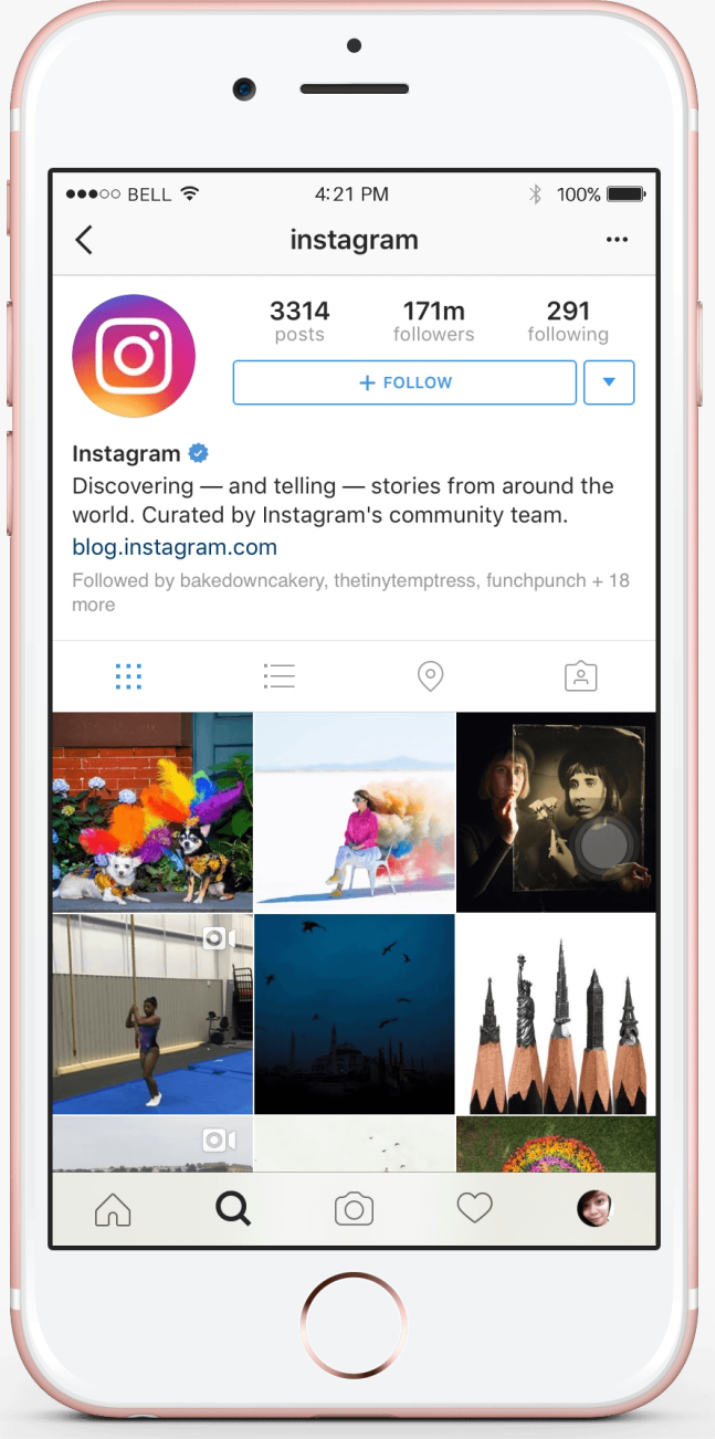 BELL 4:21 PM 100%
instagram
3314 171m 291
posts followers following
+ FOLLOW
Instagram
Discovering — and telling — stories from around the
world. Curated by Instagram's community team.
blog.instagram.com
Followed by bakedowncakery, thetinytemptress, funchpunch + 18
more